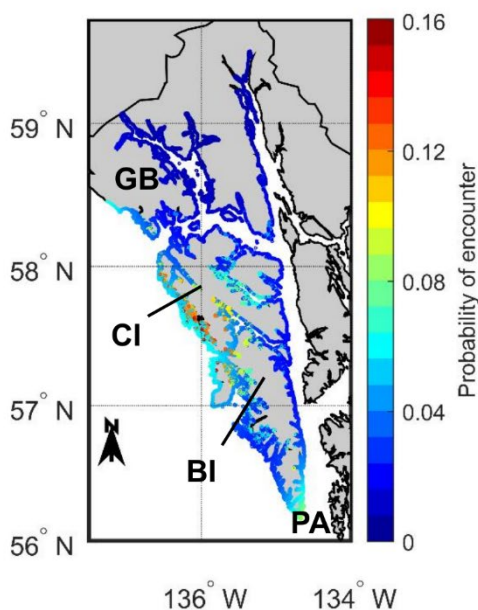 0.16
59° N
0.12
GB
58° N
0.08
Probability of encounter
CI
57° N
0.04
N
BI
PA
56° N
0
136° W
134° W